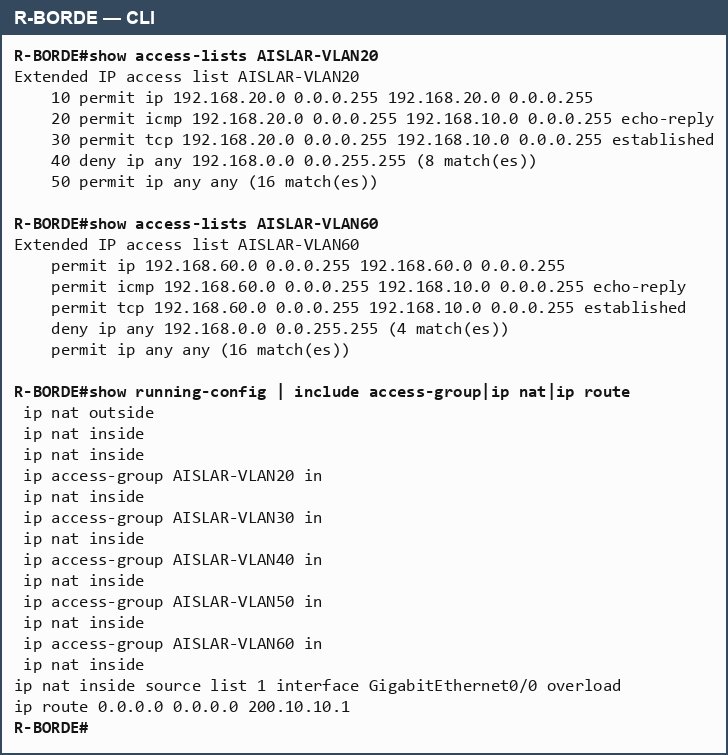 R-BORDE — CLI
R-BORDE#show access-lists AISLAR-VLAN20
Extended IP access list AISLAR-VLAN20
    10 permit ip 192.168.20.0 0.0.0.255 192.168.20.0 0.0.0.255
    20 permit icmp 192.168.20.0 0.0.0.255 192.168.10.0 0.0.0.255 echo-reply
    30 permit tcp 192.168.20.0 0.0.0.255 192.168.10.0 0.0.0.255 established
    40 deny ip any 192.168.0.0 0.0.255.255 (8 match(es))
    50 permit ip any any (16 match(es))

R-BORDE#show access-lists AISLAR-VLAN60
Extended IP access list AISLAR-VLAN60
    permit ip 192.168.60.0 0.0.0.255 192.168.60.0 0.0.0.255
    permit icmp 192.168.60.0 0.0.0.255 192.168.10.0 0.0.0.255 echo-reply
    permit tcp 192.168.60.0 0.0.0.255 192.168.10.0 0.0.0.255 established
    deny ip any 192.168.0.0 0.0.255.255 (4 match(es))
    permit ip any any (16 match(es))

R-BORDE#show running-config | include access-group|ip nat|ip route
 ip nat outside
 ip nat inside
 ip nat inside
 ip access-group AISLAR-VLAN20 in
 ip nat inside
 ip access-group AISLAR-VLAN30 in
 ip nat inside
 ip access-group AISLAR-VLAN40 in
 ip nat inside
 ip access-group AISLAR-VLAN50 in
 ip nat inside
 ip access-group AISLAR-VLAN60 in
 ip nat inside
ip nat inside source list 1 interface GigabitEthernet0/0 overload
ip route 0.0.0.0 0.0.0.0 200.10.10.1
R-BORDE#